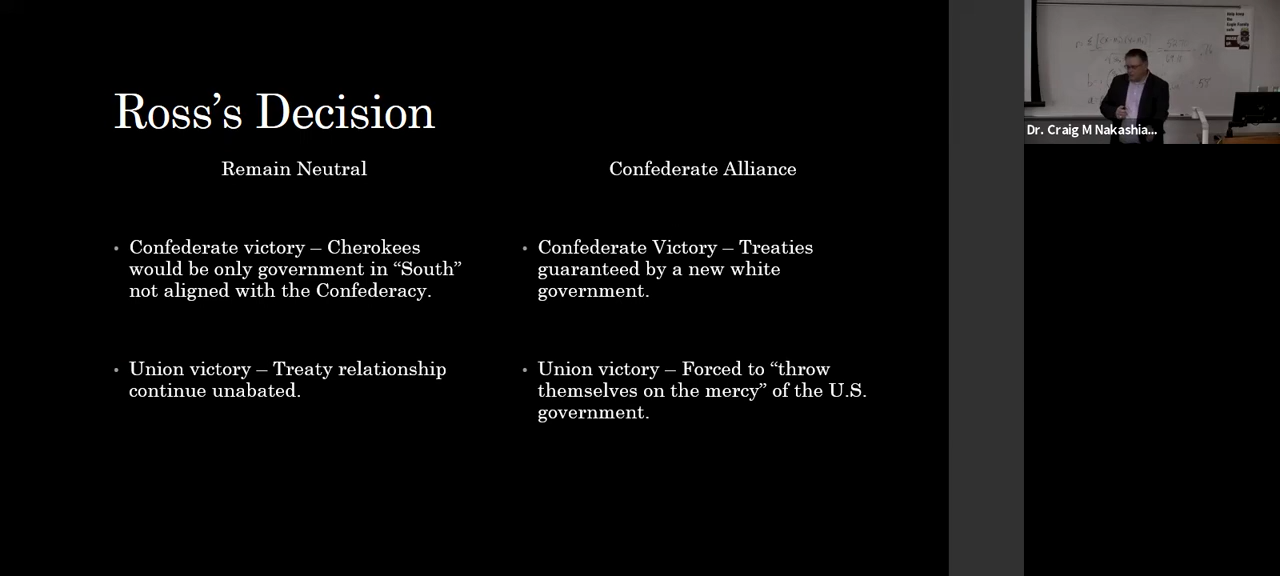 Ross’s Decision
Remain Neutral
• Confederate victory – Cherokees
would be only government in “South”
not aligned with the Confederacy.
• Union victory – Treaty relationship
continue unabated.
Confederate Alliance
• Confederate Victory – Treaties
guaranteed by a new white
government.
• Union victory – Forced to “throw
themselves on the mercy” of the U.S.
government.
Dr. Craig M Nakashia...